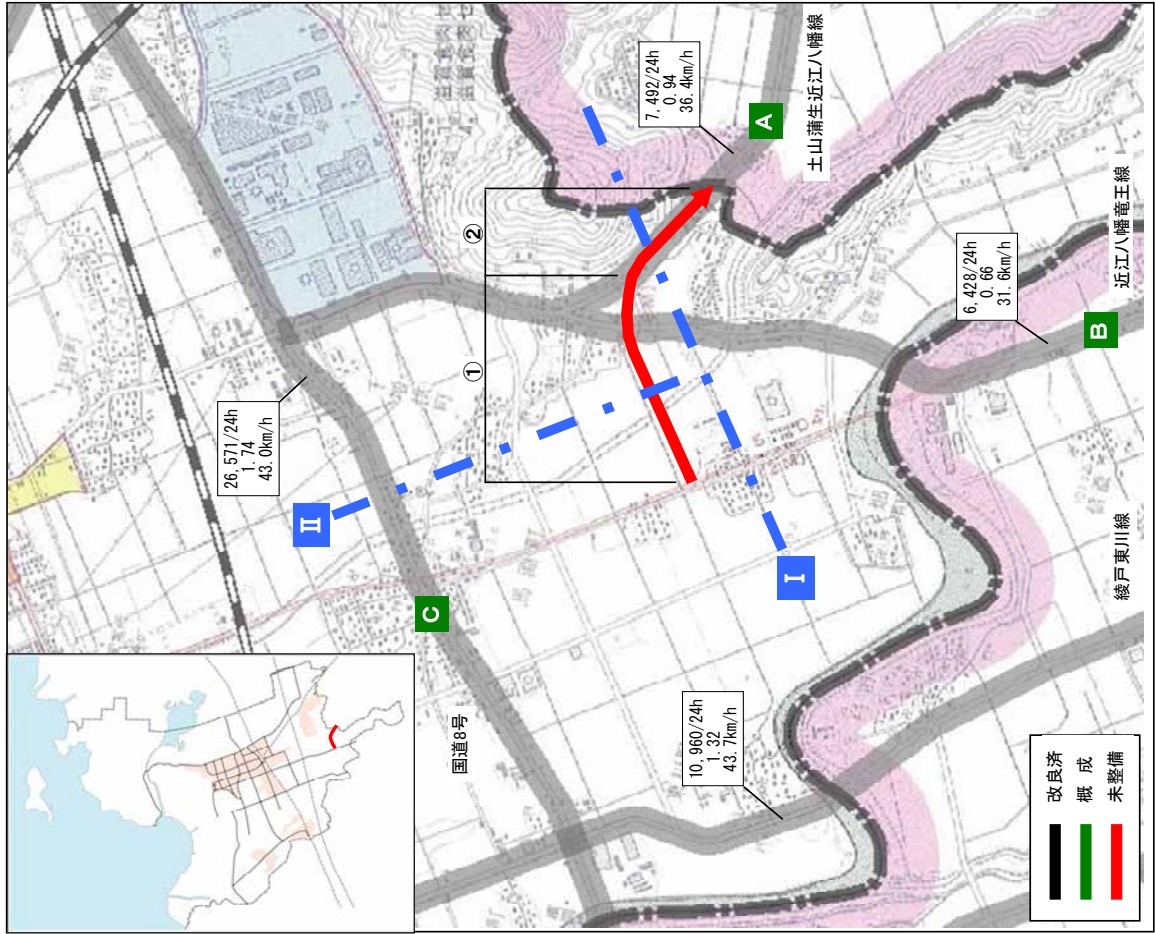 国道8号
C
26,571/24h
1.74
43.0km/h
Ⅱ
①
②
7,492/24h
0.94
36.4km/h
A
土山蒲生近江八幡線
Ⅰ
6,428/24h
0.66
31.6km/h
B
近江八幡竜王線
10,960/24h
1.32
43.7km/h
綾戸東川線
改良済
概 成
未整備